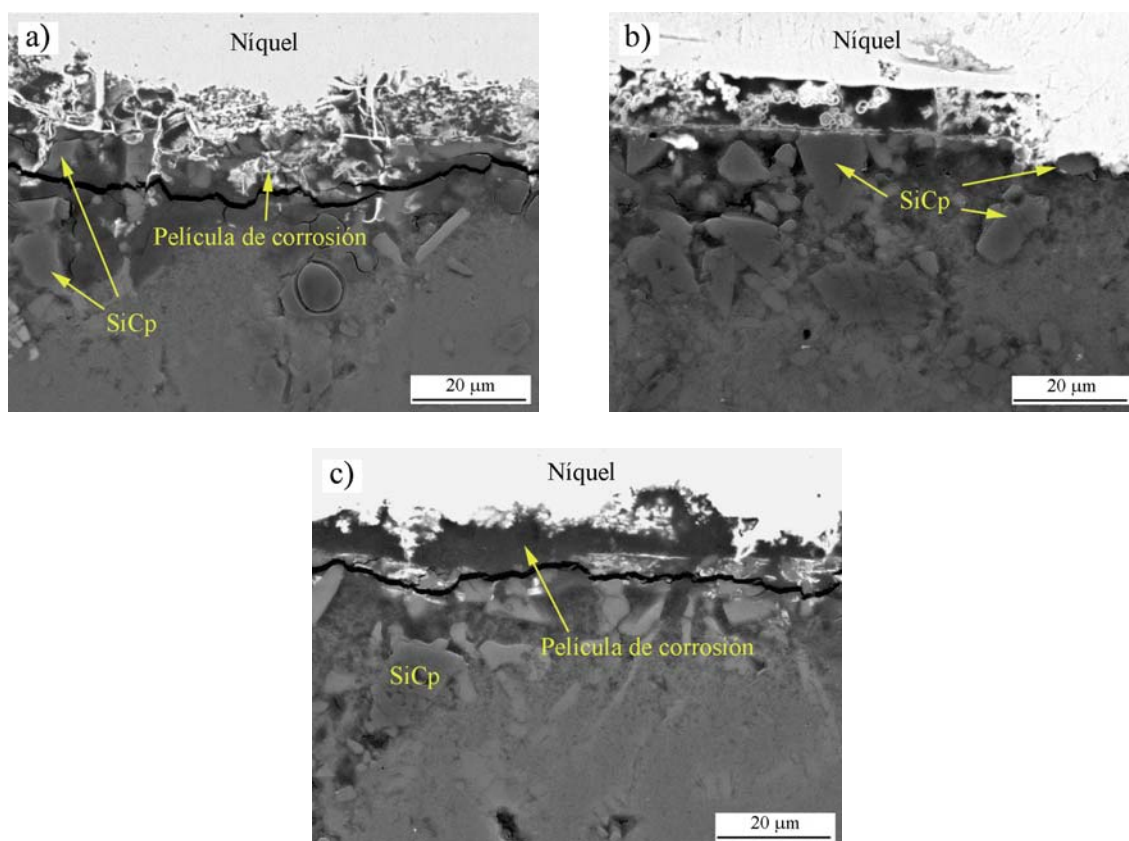 a)
Níquel
Película de corrosión
SiCp
20 µm
b)
Níquel
SiCp
20 µm
c)
Níquel
Película de corrosión
SiCp
20 µm